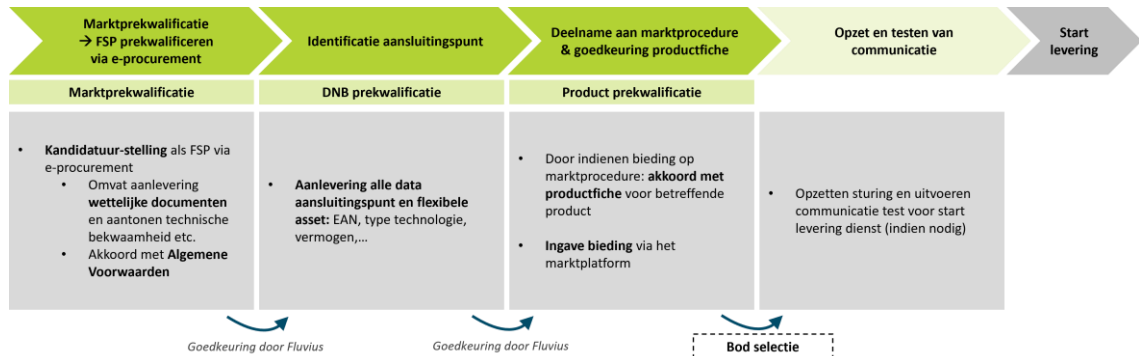 Marktprekwalificatie
→ FSP prekwalificeren
via e-procurement
Identificatie aansluitingspunt
Deelname aan marktprocedure
& goedkeuring productfiche
Opzet en testen van
communicatie
Start
levering
Marktprekwalificatie
DNB prekwalificatie
Product prekwalificatie
• Kandidatuur-stelling als FSP via
e-procurement
• Omvat aanlevering
wettelijke documenten
en aantonen technische
bekwaamheid etc.
• Akkoord met Algemene
Voorwaarden
• Aanlevering alle data
aansluitingspunt en flexibele
asset: EAN, type technologie,
vermogen,...
• Door indienen bieding op
marktprocedure: akkoord met
productfiche voor betreffende
product
• Ingave bieding via het
marktplatform
• Opzetten sturing en uitvoeren
communicatie test voor start
levering dienst (indien nodig)
Goedkeuring door Fluvius
Goedkeuring door Fluvius
Bod selectie